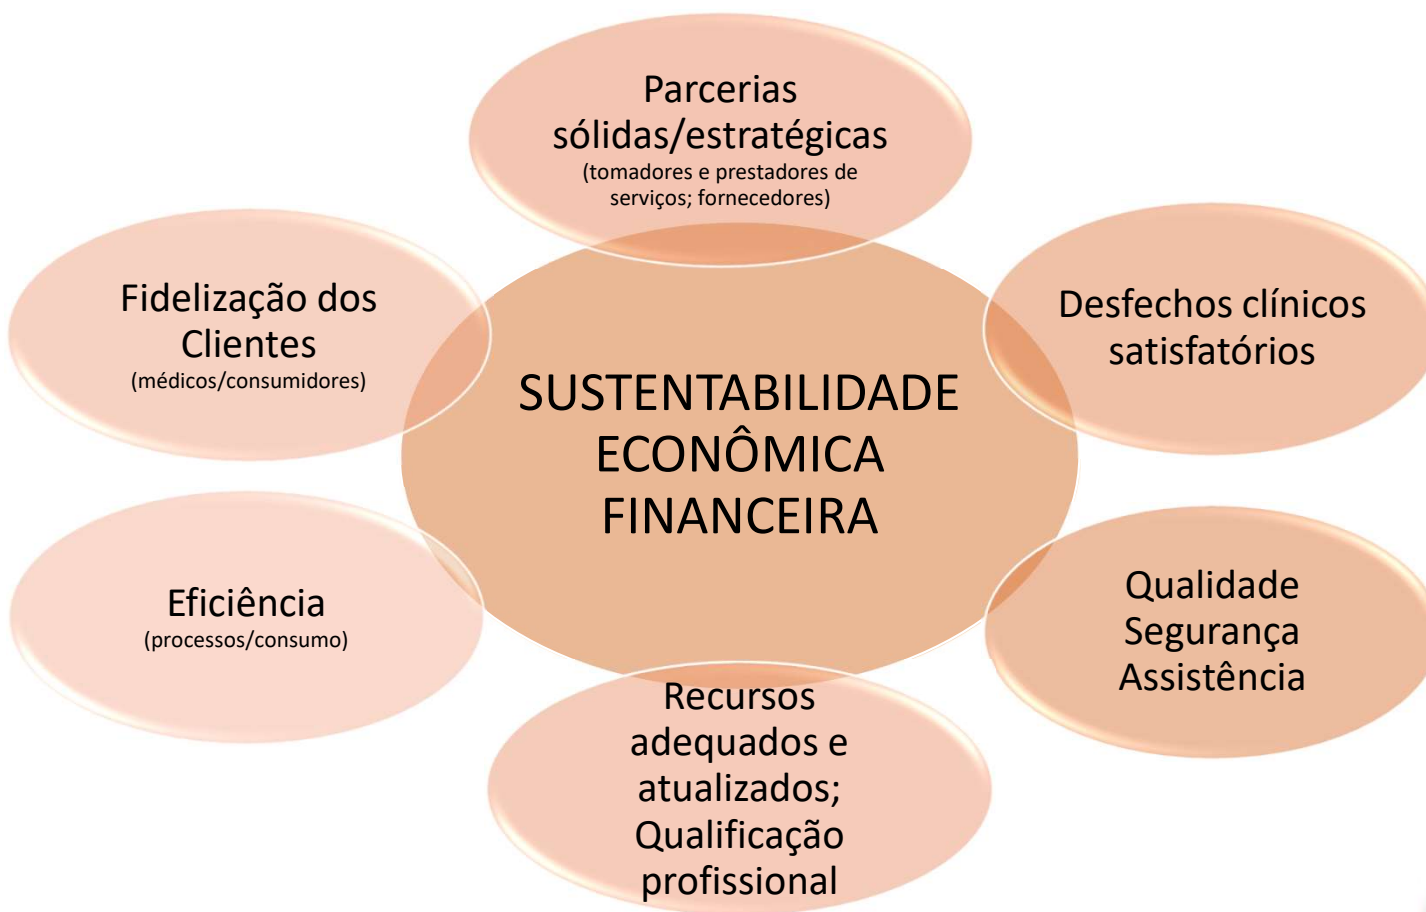 Parcerias
sólidas/estratégicas
(tomadores e prestadores de
serviços; fornecedores)
Fidelização dos
Clientes
(médicos/consumidores)
Desfechos clínicos
satisfatórios
SUSTENTABILIDADE
ECONÔMICA
FINANCEIRA
Eficiência
(processos/consumo)
Qualidade
Segurança
Assistência
Recursos
adequados e
atualizados;
Qualificação
profissional